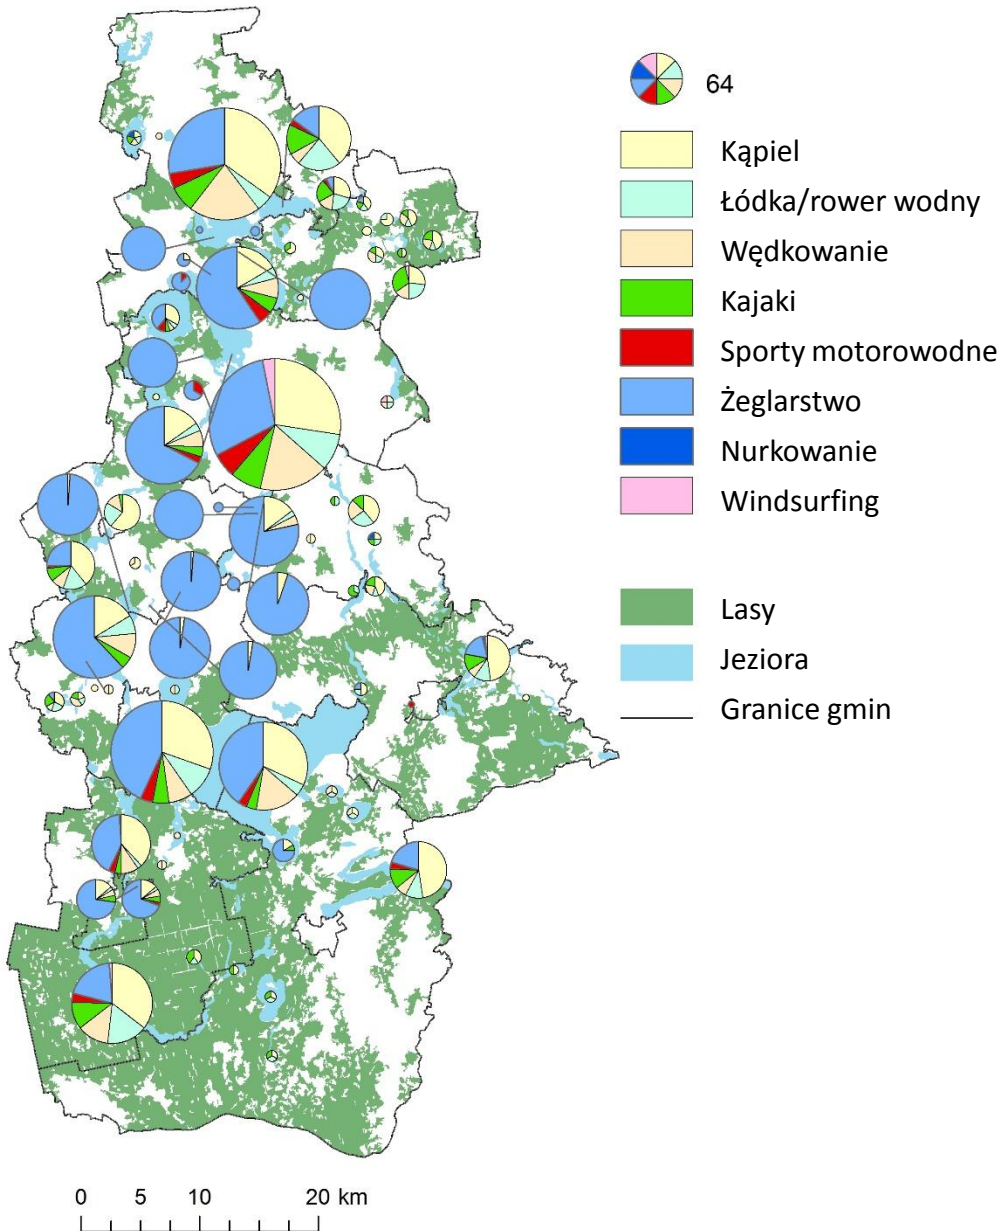 64
Kąpiel
Łódka/rower wodny
Wędkowanie
Kajaki
Sporty motorowodne
Żeglarstwo
Nurkowanie
Windsurfing
Lasy
Jeziora
Granice gmin
0 5 10 20 km